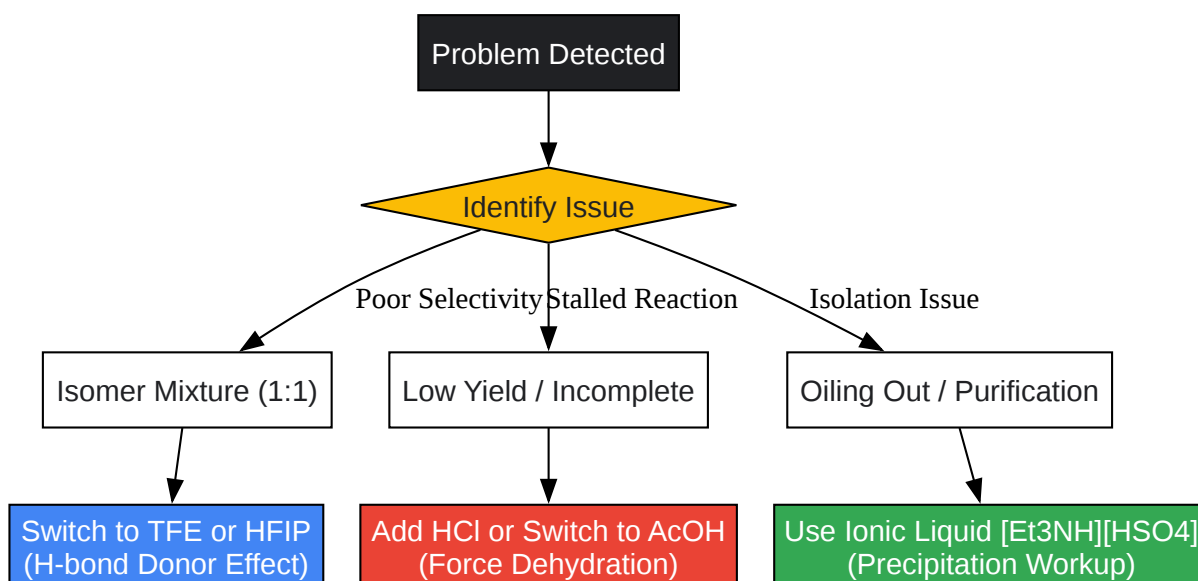 Problem Detected
Identify Issue
Poor Selectivity
Stalled Reaction
Isolation Issue
Isomer Mixture (1:1)
Low Yield / Incomplete
Oiling Out / Purification
Switch to TFE or HFIP
(H-bond Donor Effect)
Add HCl or Switch to AcOH
(Force Dehydration)
Use Ionic Liquid [Et3NH][HSO4]
(Precipitation Workup)